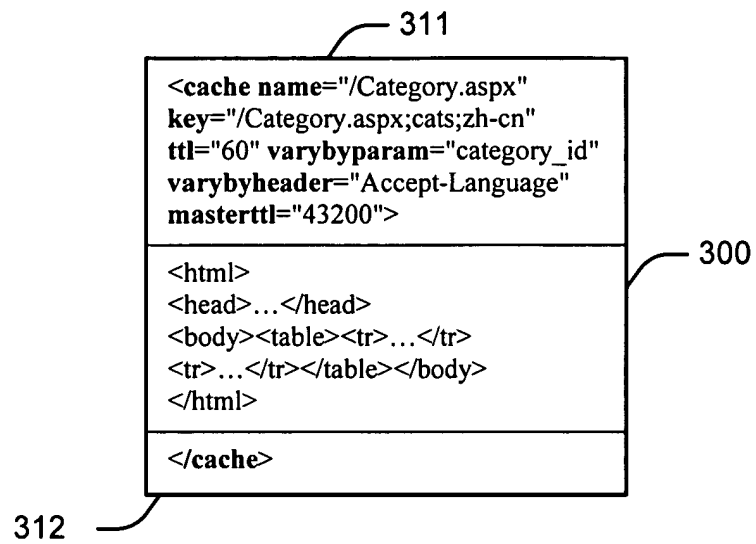 311
<cache name="/Category.aspx"
key="/Category.aspx;cats;zh-cn"
ttl="60" varybyparam="category_id"
varybyheader="Accept-Language"
masterttl="43200">
300
<html>
<head>…</head>
<body><table><tr>…</tr>
<tr>…</tr></table></body>
</html>
</cache>
312